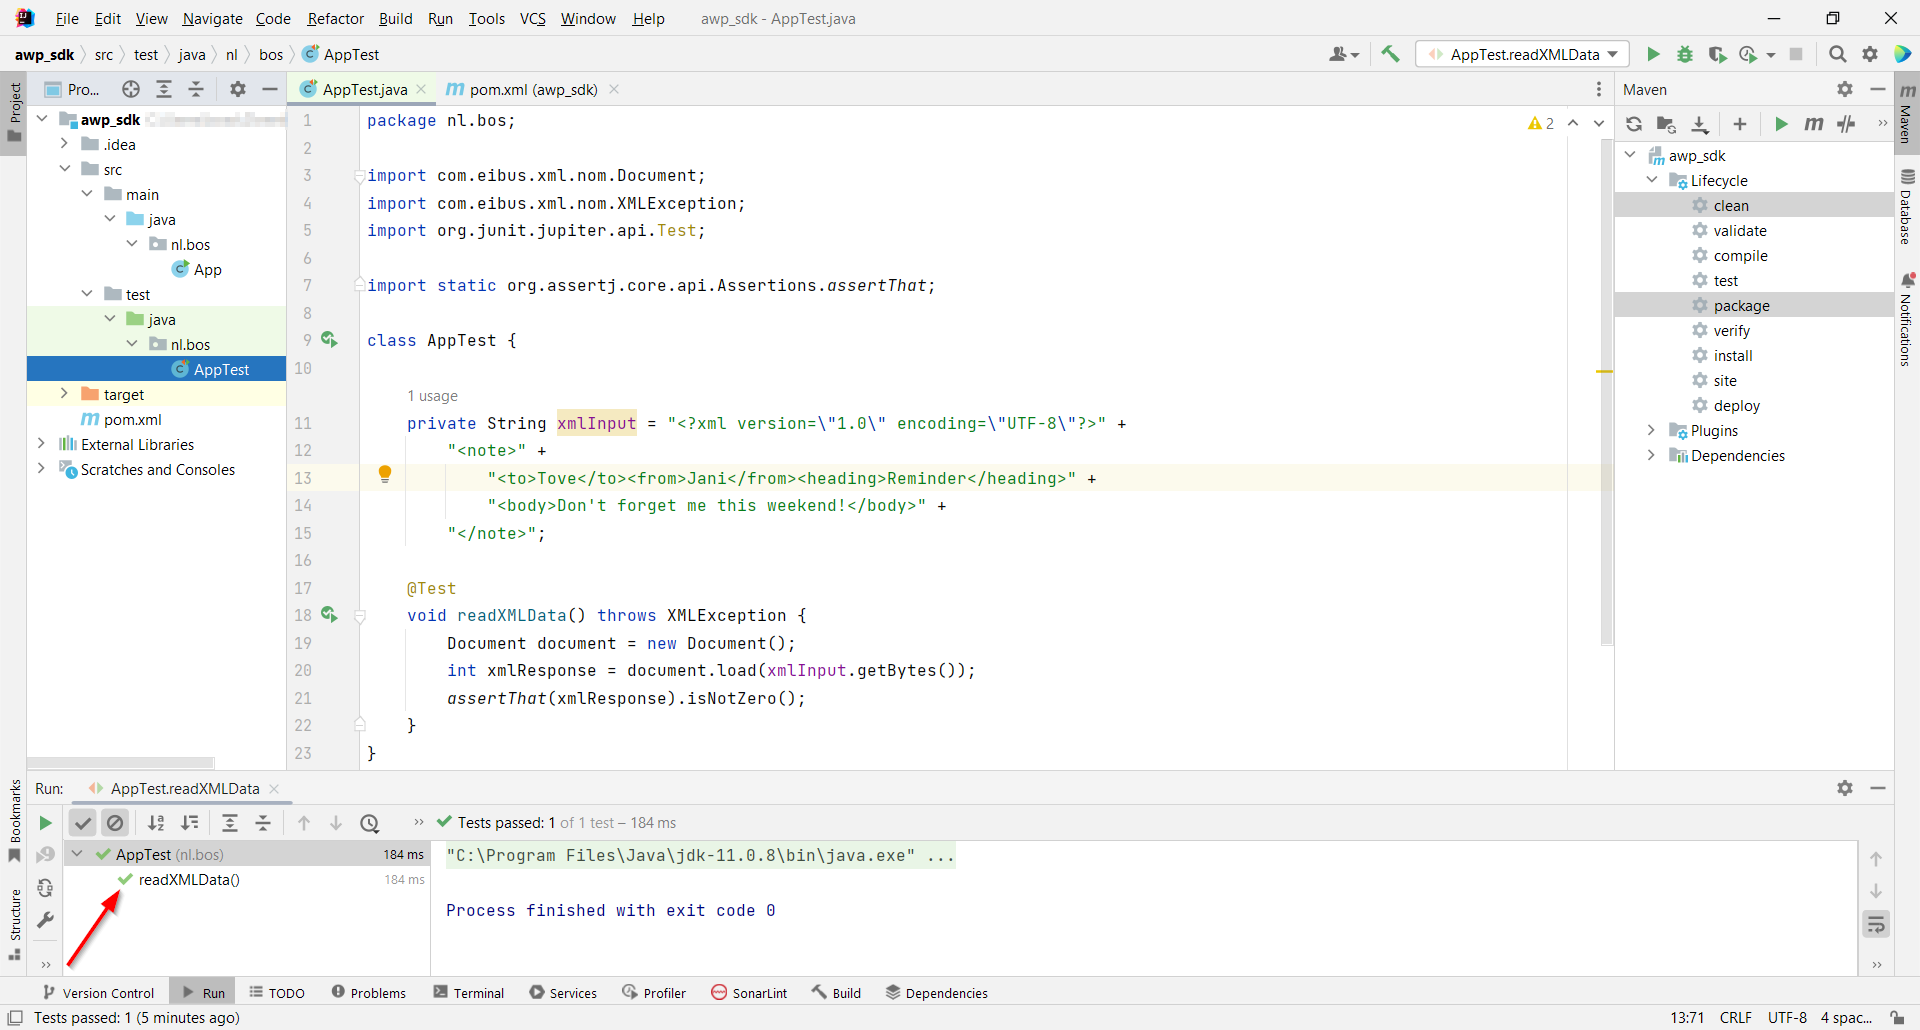 File Edit View Navigate Code Refactor Build Run Tools VCS Window Help awp_sdk - AppTest.java
awp_sdk src test java nl bos AppTest
AppTest.readXMLData
Project
Pro...
AppTest.java
pom.xml (awp_sdk)
awp_sdk
.idea
src
main
java
nl.bos
App
test
java
nl.bos
AppTest
target
pom.xml
External Libraries
Scratches and Consoles
2
1 package nl.bos;
2
3 import com.eibus.xml.nom.Document;
4 import com.eibus.xml.nom.XMLException;
5 import org.junit.jupiter.api.Test;
6
7 import static org.assertj.core.api.Assertions.assertThat;
8
9 class AppTest {
10
1 usage
11 private String xmlInput = "<?xml version=\"1.0\" encoding=\"UTF-8\"?>" +
12 "<note>" +
13 "<to>Tove</to><from>Jani</from><heading>Reminder</heading>" +
14 "<body>Don't forget me this weekend!</body>" +
15 "</note>";
16
17 @Test
18 void readXMLData() throws XMLException {
19 Document document = new Document();
20 int xmlResponse = document.load(xmlInput.getBytes());
21 assertThat(xmlResponse).isNotZero();
22 }
23 }
Maven
awp_sdk
Lifecycle
clean
validate
compile
test
package
verify
install
site
deploy
Plugins
Dependencies
Maven
Database
Notifications
Run: AppTest.readXMLData
Tests passed: 1 of 1 test – 184 ms
AppTest (nl.bos) 184 ms
readXMLData() 184 ms
"C:\Program Files\Java\jdk-11.0.8\bin\java.exe" ...
Process finished with exit code 0
Bookmarks
Structure
Version Control Run TODO Problems Terminal Services Profiler SonarLint Build Dependencies
Tests passed: 1 (5 minutes ago) 13:71 CRLF UTF-8 4 spac...